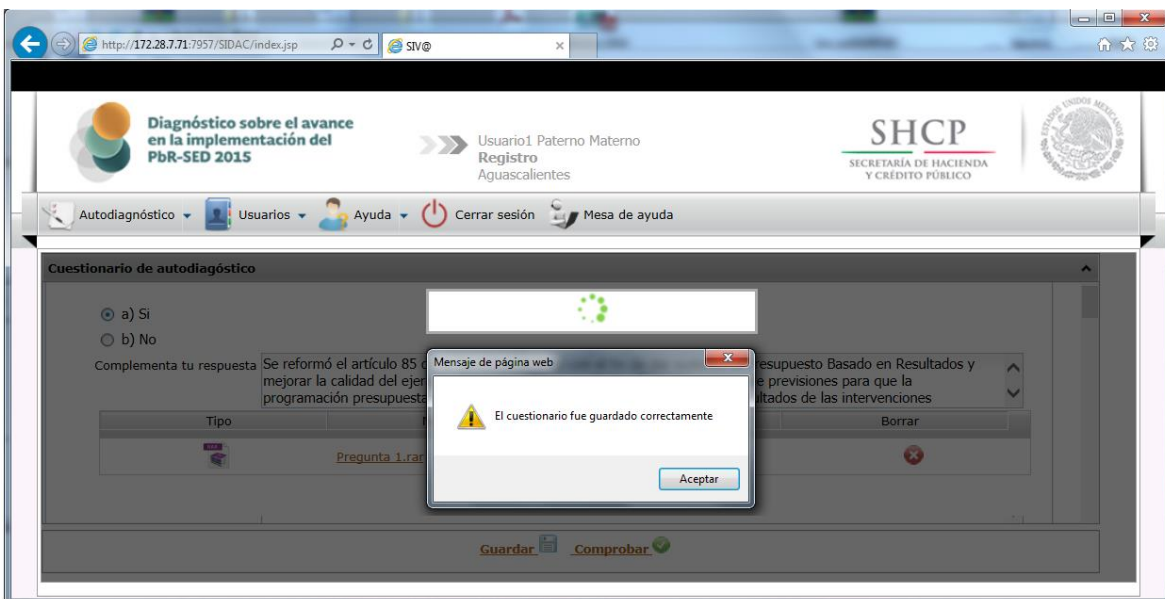 http://172.28.7.71:7957/SIDAC/index.jsp
SIV@
Diagnóstico sobre el avance
en la implementación del
PbR-SED 2015
Usuario1 Paterno Materno
Registro
Aguascalientes
SHCP
SECRETARÍA DE HACIENDA
Y CRÉDITO PÚBLICO
Autodiagnóstico Usuarios Ayuda Cerrar sesión Mesa de ayuda
Cuestionario de autodiagóstico
a) Si
b) No
Complementa tu respuesta
Se reformó el artículo 85 resupuesto Basado en Resultados y
mejorar la calidad del ejer e previsiones para que la
programación presupuesta ultados de las intervenciones
Tipo Borrar
Pregunta 1.rar
Mensaje de página web
El cuestionario fue guardado correctamente
Aceptar
Guardar Comprobar